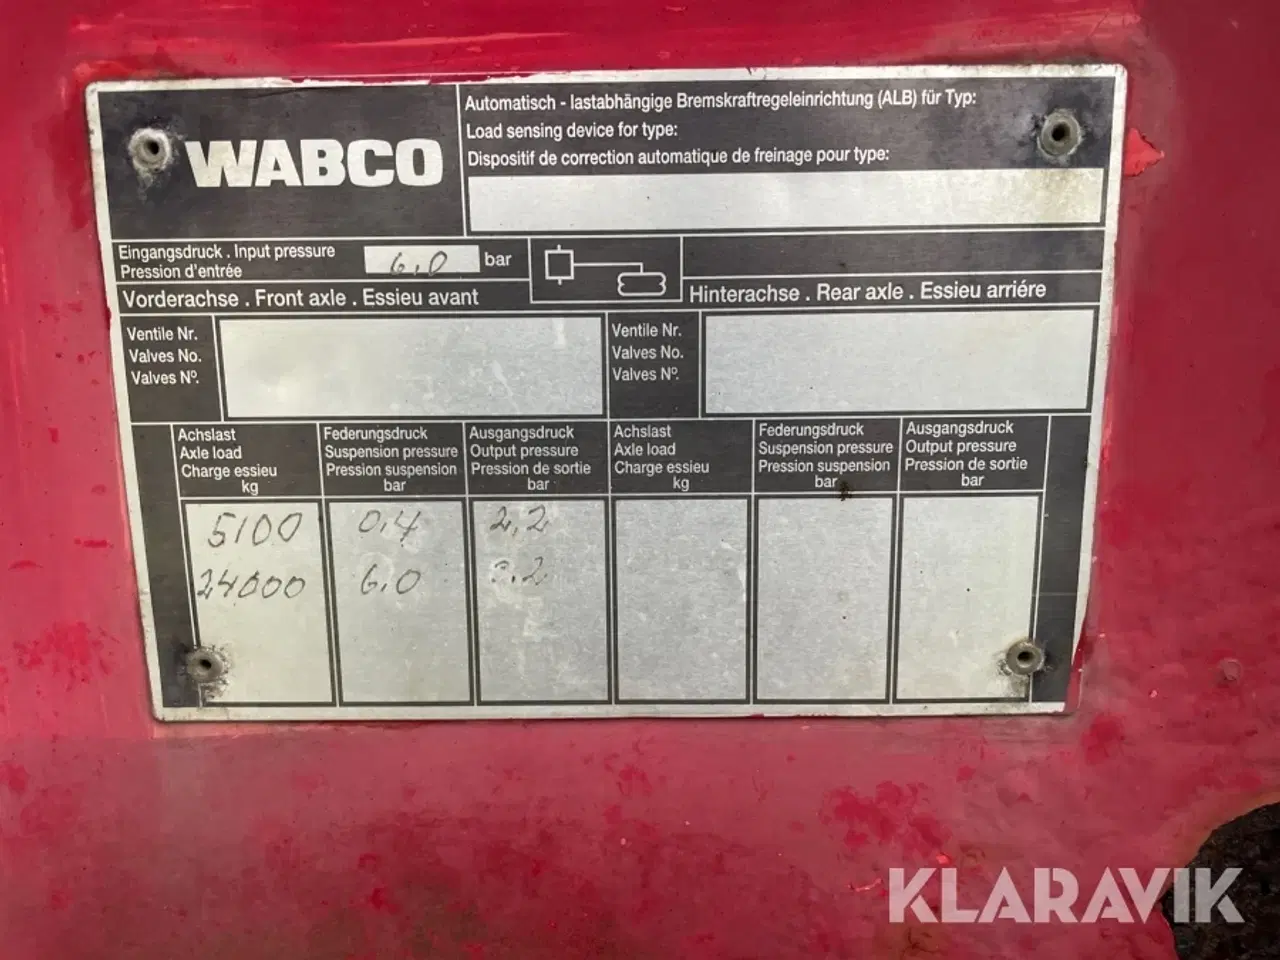 WABCO
Automatisch - lastabhängige Bremskraftregeleinrichtung (ALB) für Typ:
Load sensing device for type:
Dispositif de correction automatique de freinage pour type:
Eingangsdruck . Input pressure
Pression d'entrée
6,0 bar
Vorderachse . Front axle . Essieu avant
Hinterachse . Rear axle . Essieu arriére
Ventile Nr.
Valves No.
Valves Nº.
Ventile Nr.
Valves No.
Valves Nº.
Achslast
Axle load
Charge essieu
kg
Federungsdruck
Suspension pressure
Pression suspension
bar
Ausgangsdruck
Output pressure
Pression de sortie
bar
Achslast
Axle load
Charge essieu
kg
Federungsdruck
Suspension pressure
Pression suspension
bar
Ausgangsdruck
Output pressure
Pression de sortie
bar
5100 0,4 2,2
24000 6,0
KLARAVIK